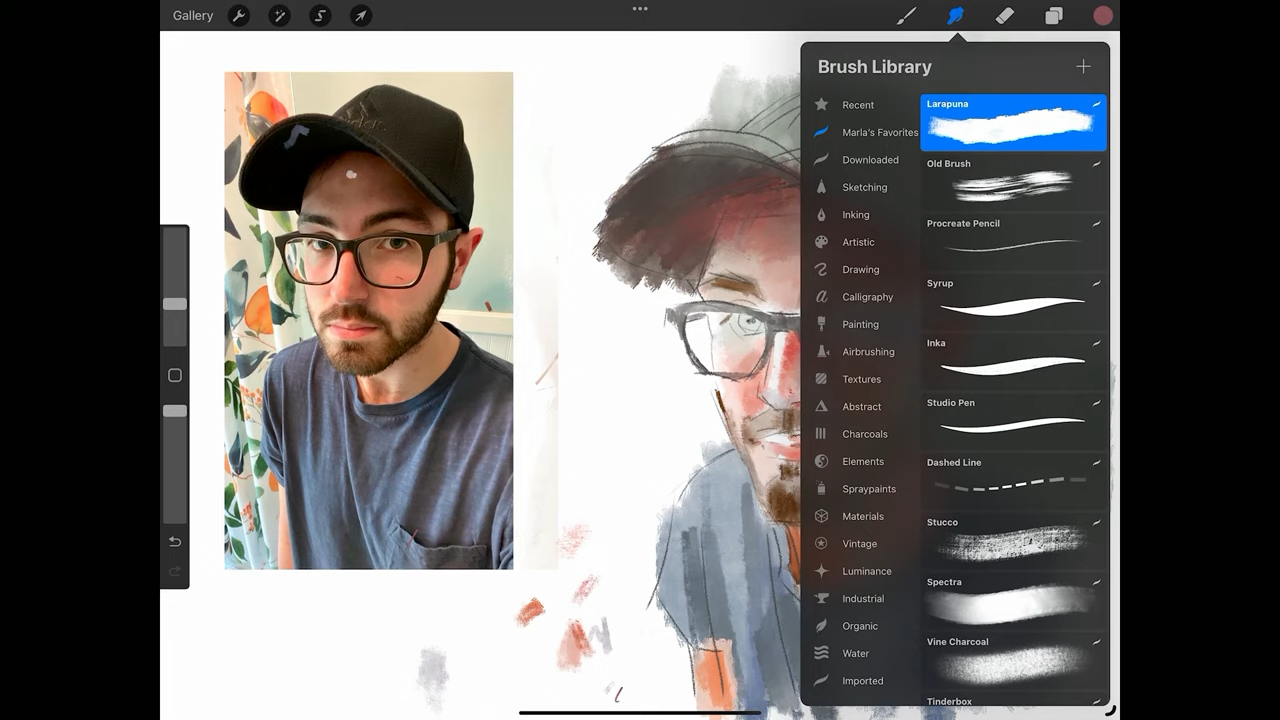 Gallery
Brush Library
Recent
Marla's Favorites
Downloaded
Sketching
Inking
Artistic
Drawing
Calligraphy
Painting
Airbrushing
Textures
Abstract
Charcoals
Elements
Spraypaints
Materials
Vintage
Luminance
Industrial
Organic
Water
Imported
Larapuna
Old Brush
Procreate Pencil
Syrup
Inka
Studio Pen
Dashed Line
Stucco
Spectra
Vine Charcoal
Tinderbox